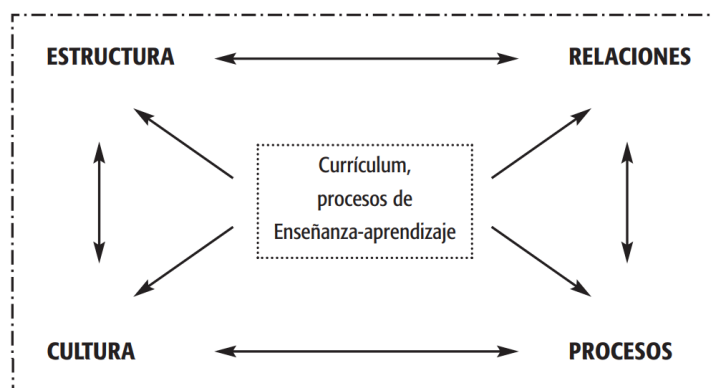 ESTRUCTURA
RELACIONES
Currículum,
procesos de
Enseñanza-aprendizaje
CULTURA
PROCESOS